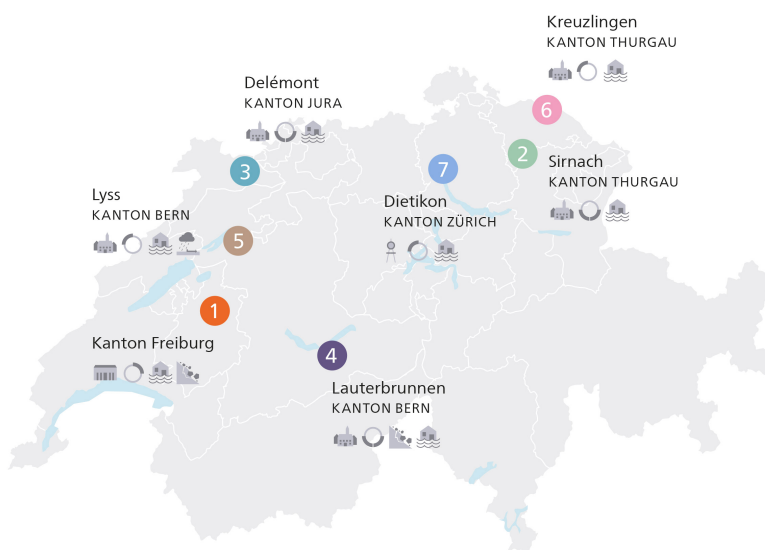 Kreuzlingen
KANTON THURGAU
6
Delémont
KANTON JURA
3
2
Sirnach
KANTON THURGAU
7
Dietikon
KANTON ZÜRICH
Lyss
KANTON BERN
5
1
Kanton Freiburg
4
Lauterbrunnen
KANTON BERN